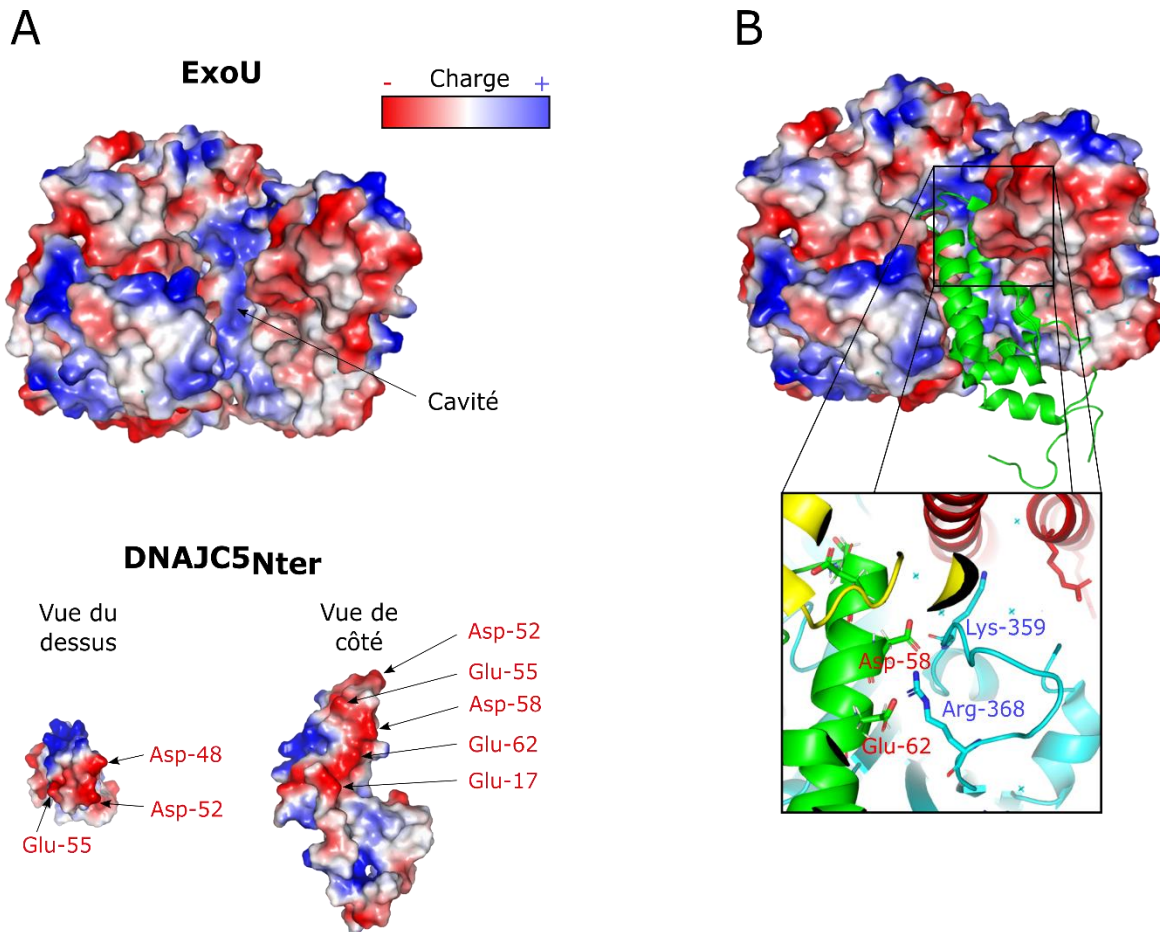 A
B
ExoU
- Charge +
Cavité
DNAJC5Nter
Vue du
dessus
Vue de
côté
Asp-48
Asp-52
Glu-55
Asp-52
Glu-55
Asp-58
Glu-62
Glu-17
Lys-359
Asp-58
Arg-368
Glu-62